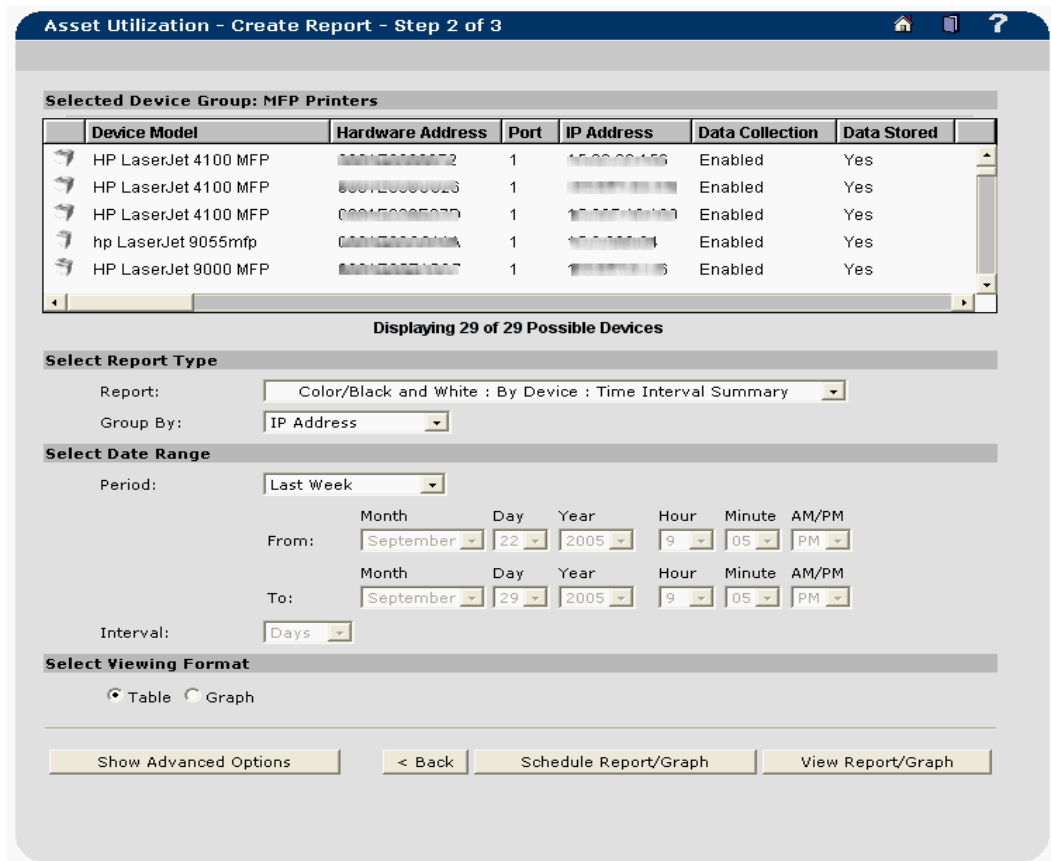 Asset Utilization - Create Report - Step 2 of 3 ?
Selected Device Group: MFP Printers
Device Model Hardware Address Port IP Address Data Collection Data Stored
HP LaserJet 4100 MFP 1 Enabled Yes
HP LaserJet 4100 MFP 1 Enabled Yes
HP LaserJet 4100 MFP 1 Enabled Yes
hp LaserJet 9055mfp 1 Enabled Yes
HP LaserJet 9000 MFP 1 Enabled Yes
Displaying 29 of 29 Possible Devices
Select Report Type
Report: Color/Black and White : By Device : Time Interval Summary
Group By: IP Address
Select Date Range
Period: Last Week
Month Day Year Hour Minute AM/PM
From: September 22 2005 9 05 PM
Month Day Year Hour Minute AM/PM
To: September 29 2005 9 05 PM
Interval: Days
Select Viewing Format
Table Graph
Show Advanced Options < Back Schedule Report/Graph View Report/Graph